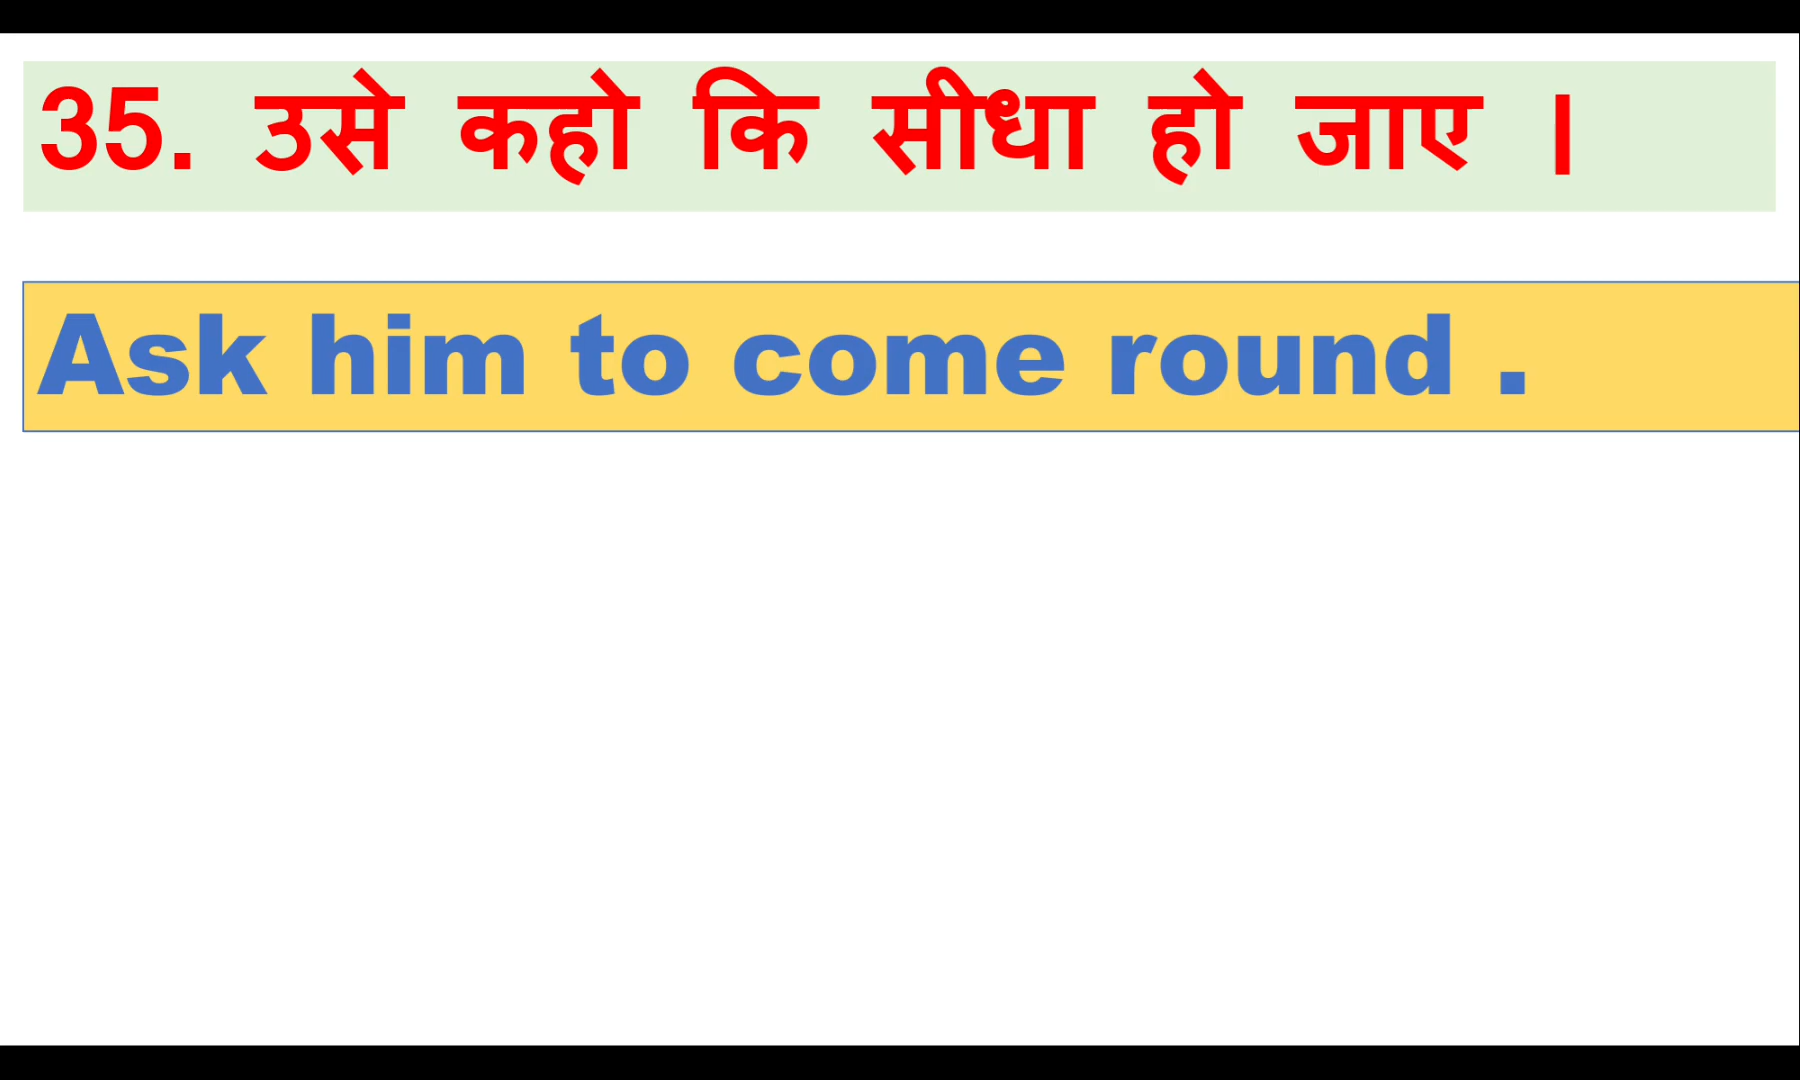 35. उसे कहो कि सीधा हो जाए ।
Ask him to come round .